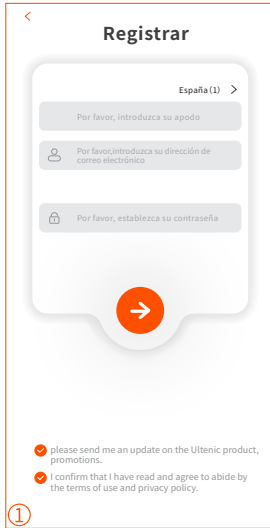 Registrar
España (1)
Por favor, introduzca su apodo
Por favor,introduzca su dirección de
correo electrónico
Por favor, establezca su contraseña
please send me an update on the Ultenic product,
promotions.
I confirm that I have read and agree to abide by
the terms of use and privacy policy.
①